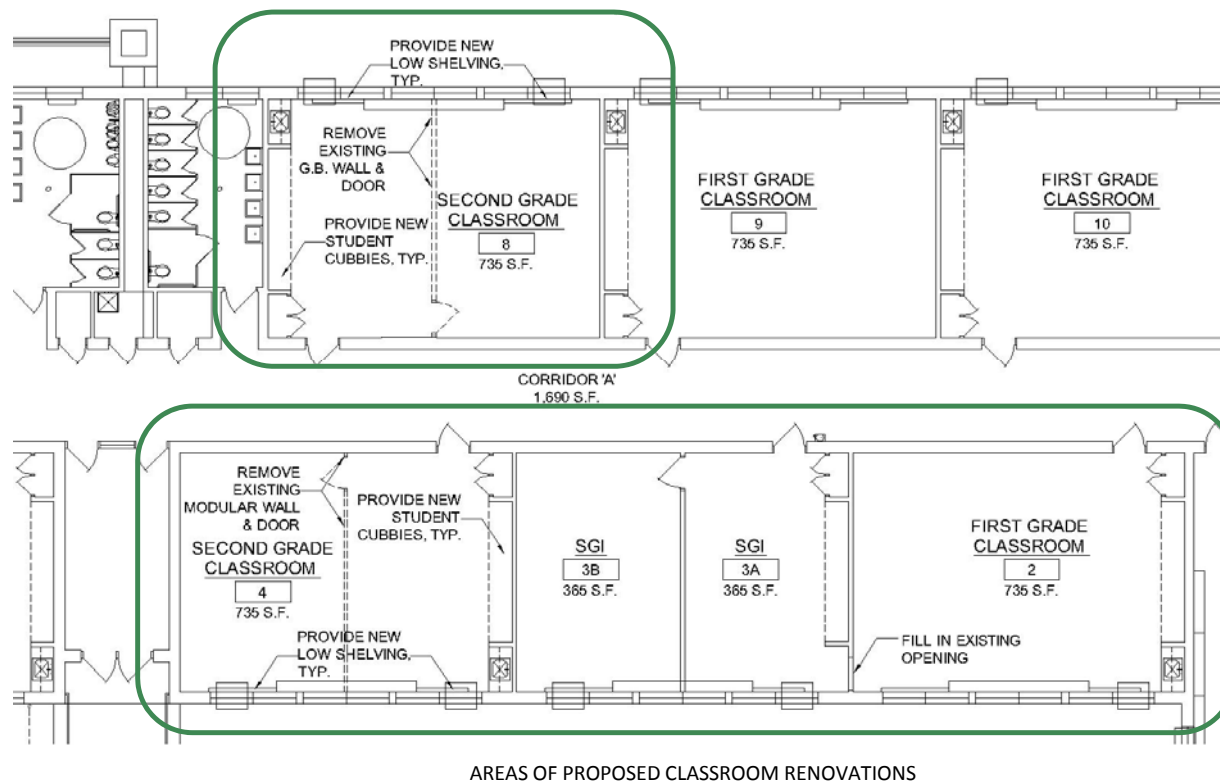 PROVIDE NEW
LOW SHELVING,
TYP.
REMOVE
EXISTING
G.B. WALL &
DOOR
SECOND GRADE
CLASSROOM
8
735 S.F.
PROVIDE NEW
STUDENT
CUBBIES, TYP.
FIRST GRADE
CLASSROOM
9
735 S.F.
FIRST GRADE
CLASSROOM
10
735 S.F.
CORRIDOR 'A'
1,690 S.F.
REMOVE
EXISTING
MODULAR WALL
& DOOR
PROVIDE NEW
STUDENT
CUBBIES, TYP.
SECOND GRADE
CLASSROOM
4
735 S.F.
PROVIDE NEW
LOW SHELVING,
TYP.
SGI
3B
365 S.F.
SGI
3A
365 S.F.
FIRST GRADE
CLASSROOM
2
735 S.F.
FILL IN EXISTING
OPENING
AREAS OF PROPOSED CLASSROOM RENOVATIONS